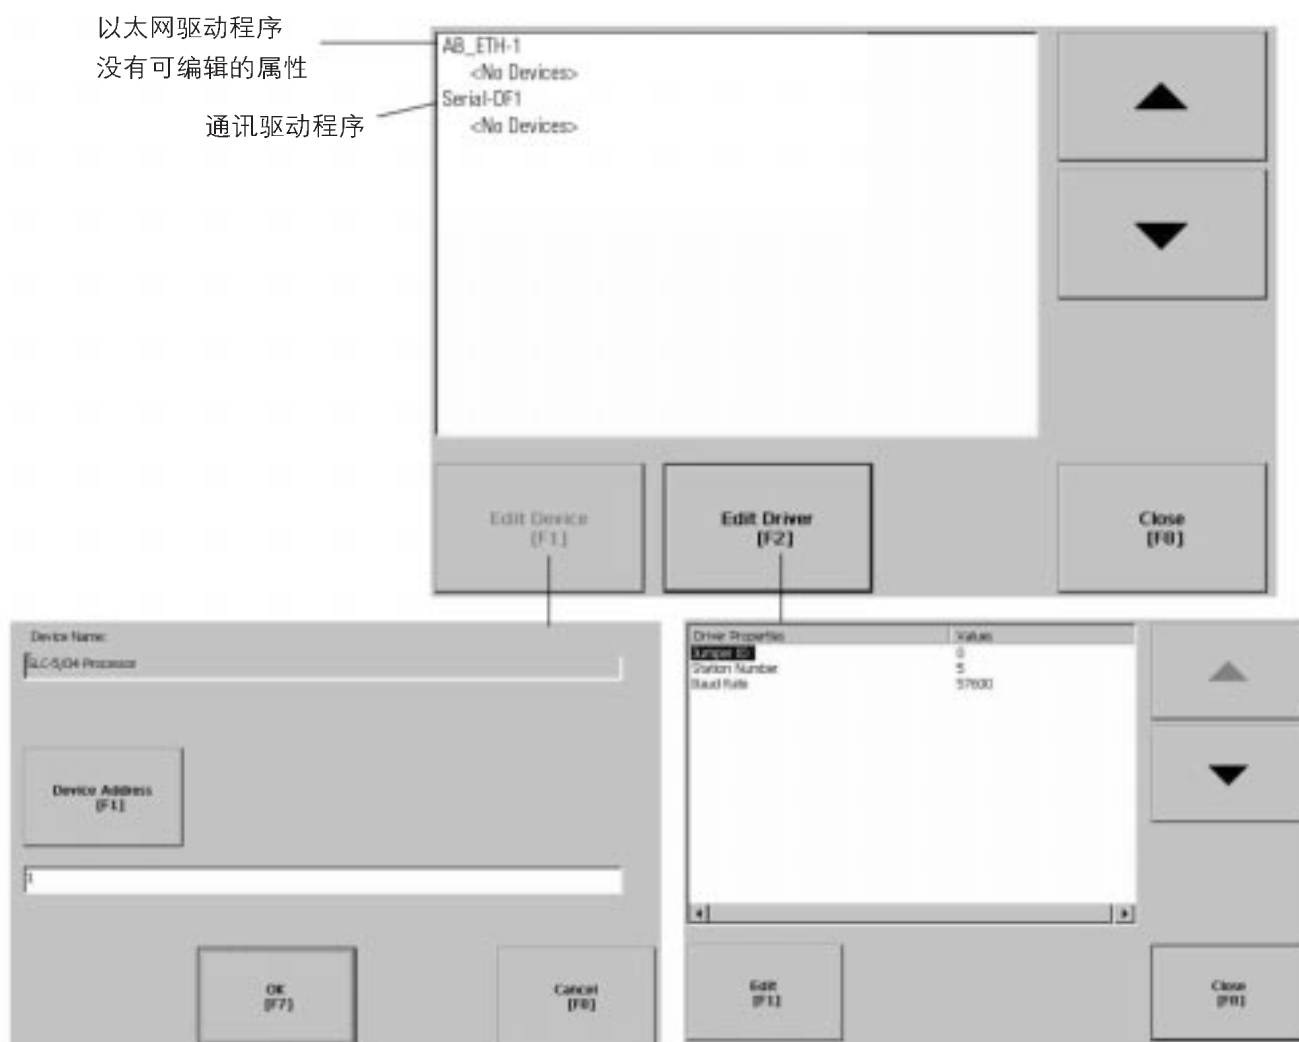 以太网驱动程序
没有可编辑的属性
通讯驱动程序
AB_ETH-1
<No Devices>
Serial-DF1
<No Devices>
Edit Device
[F1]
Edit Driver
[F2]
Close
[F8]
Device Name:
SLC-5/04 Processor
Device Address
[F1]
1
OK
[F7]
Cancel
[F8]
Driver Properties Values
Jumper ID 0
Station Number 5
Baud Rate 57600
Edit
[F1]
Close
[F8]